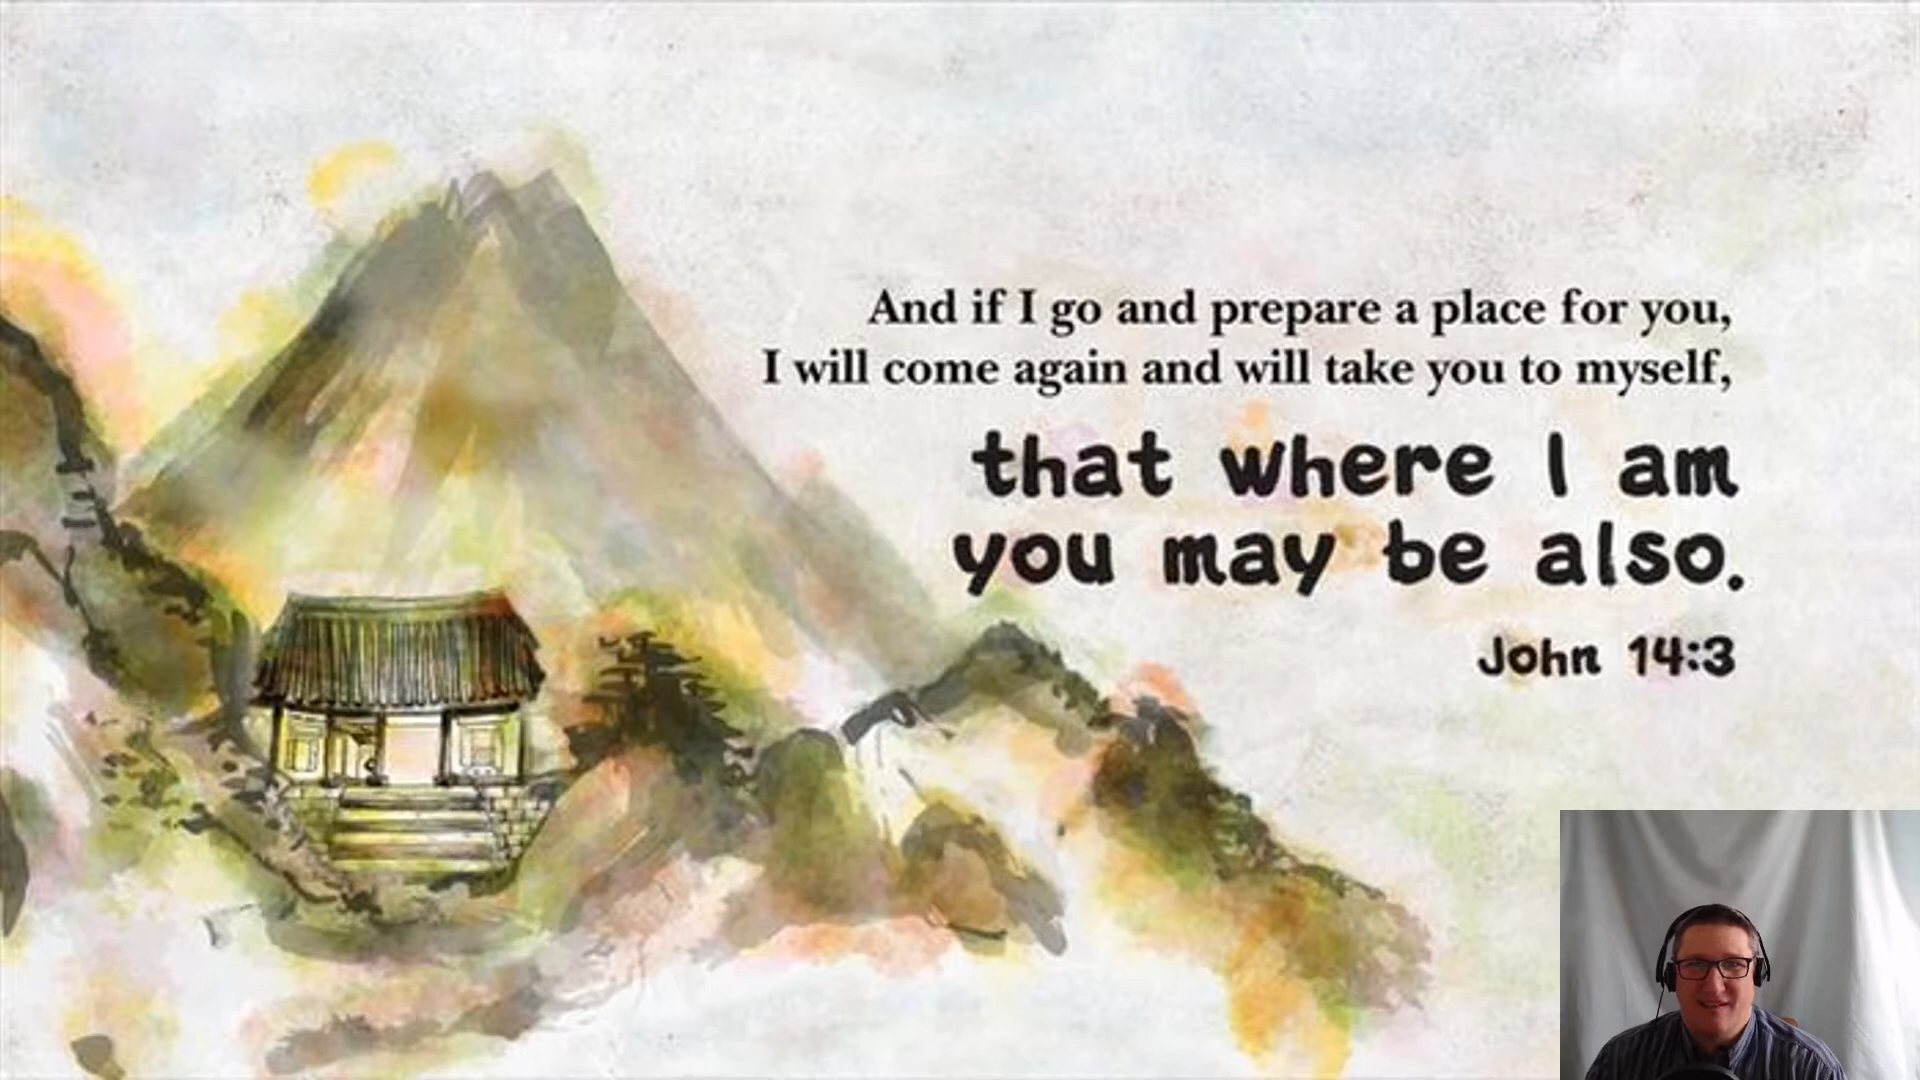 And if I go and prepare a place for you,
I will come again and will take you to myself,
that where I am
you may be also.
John 14:3